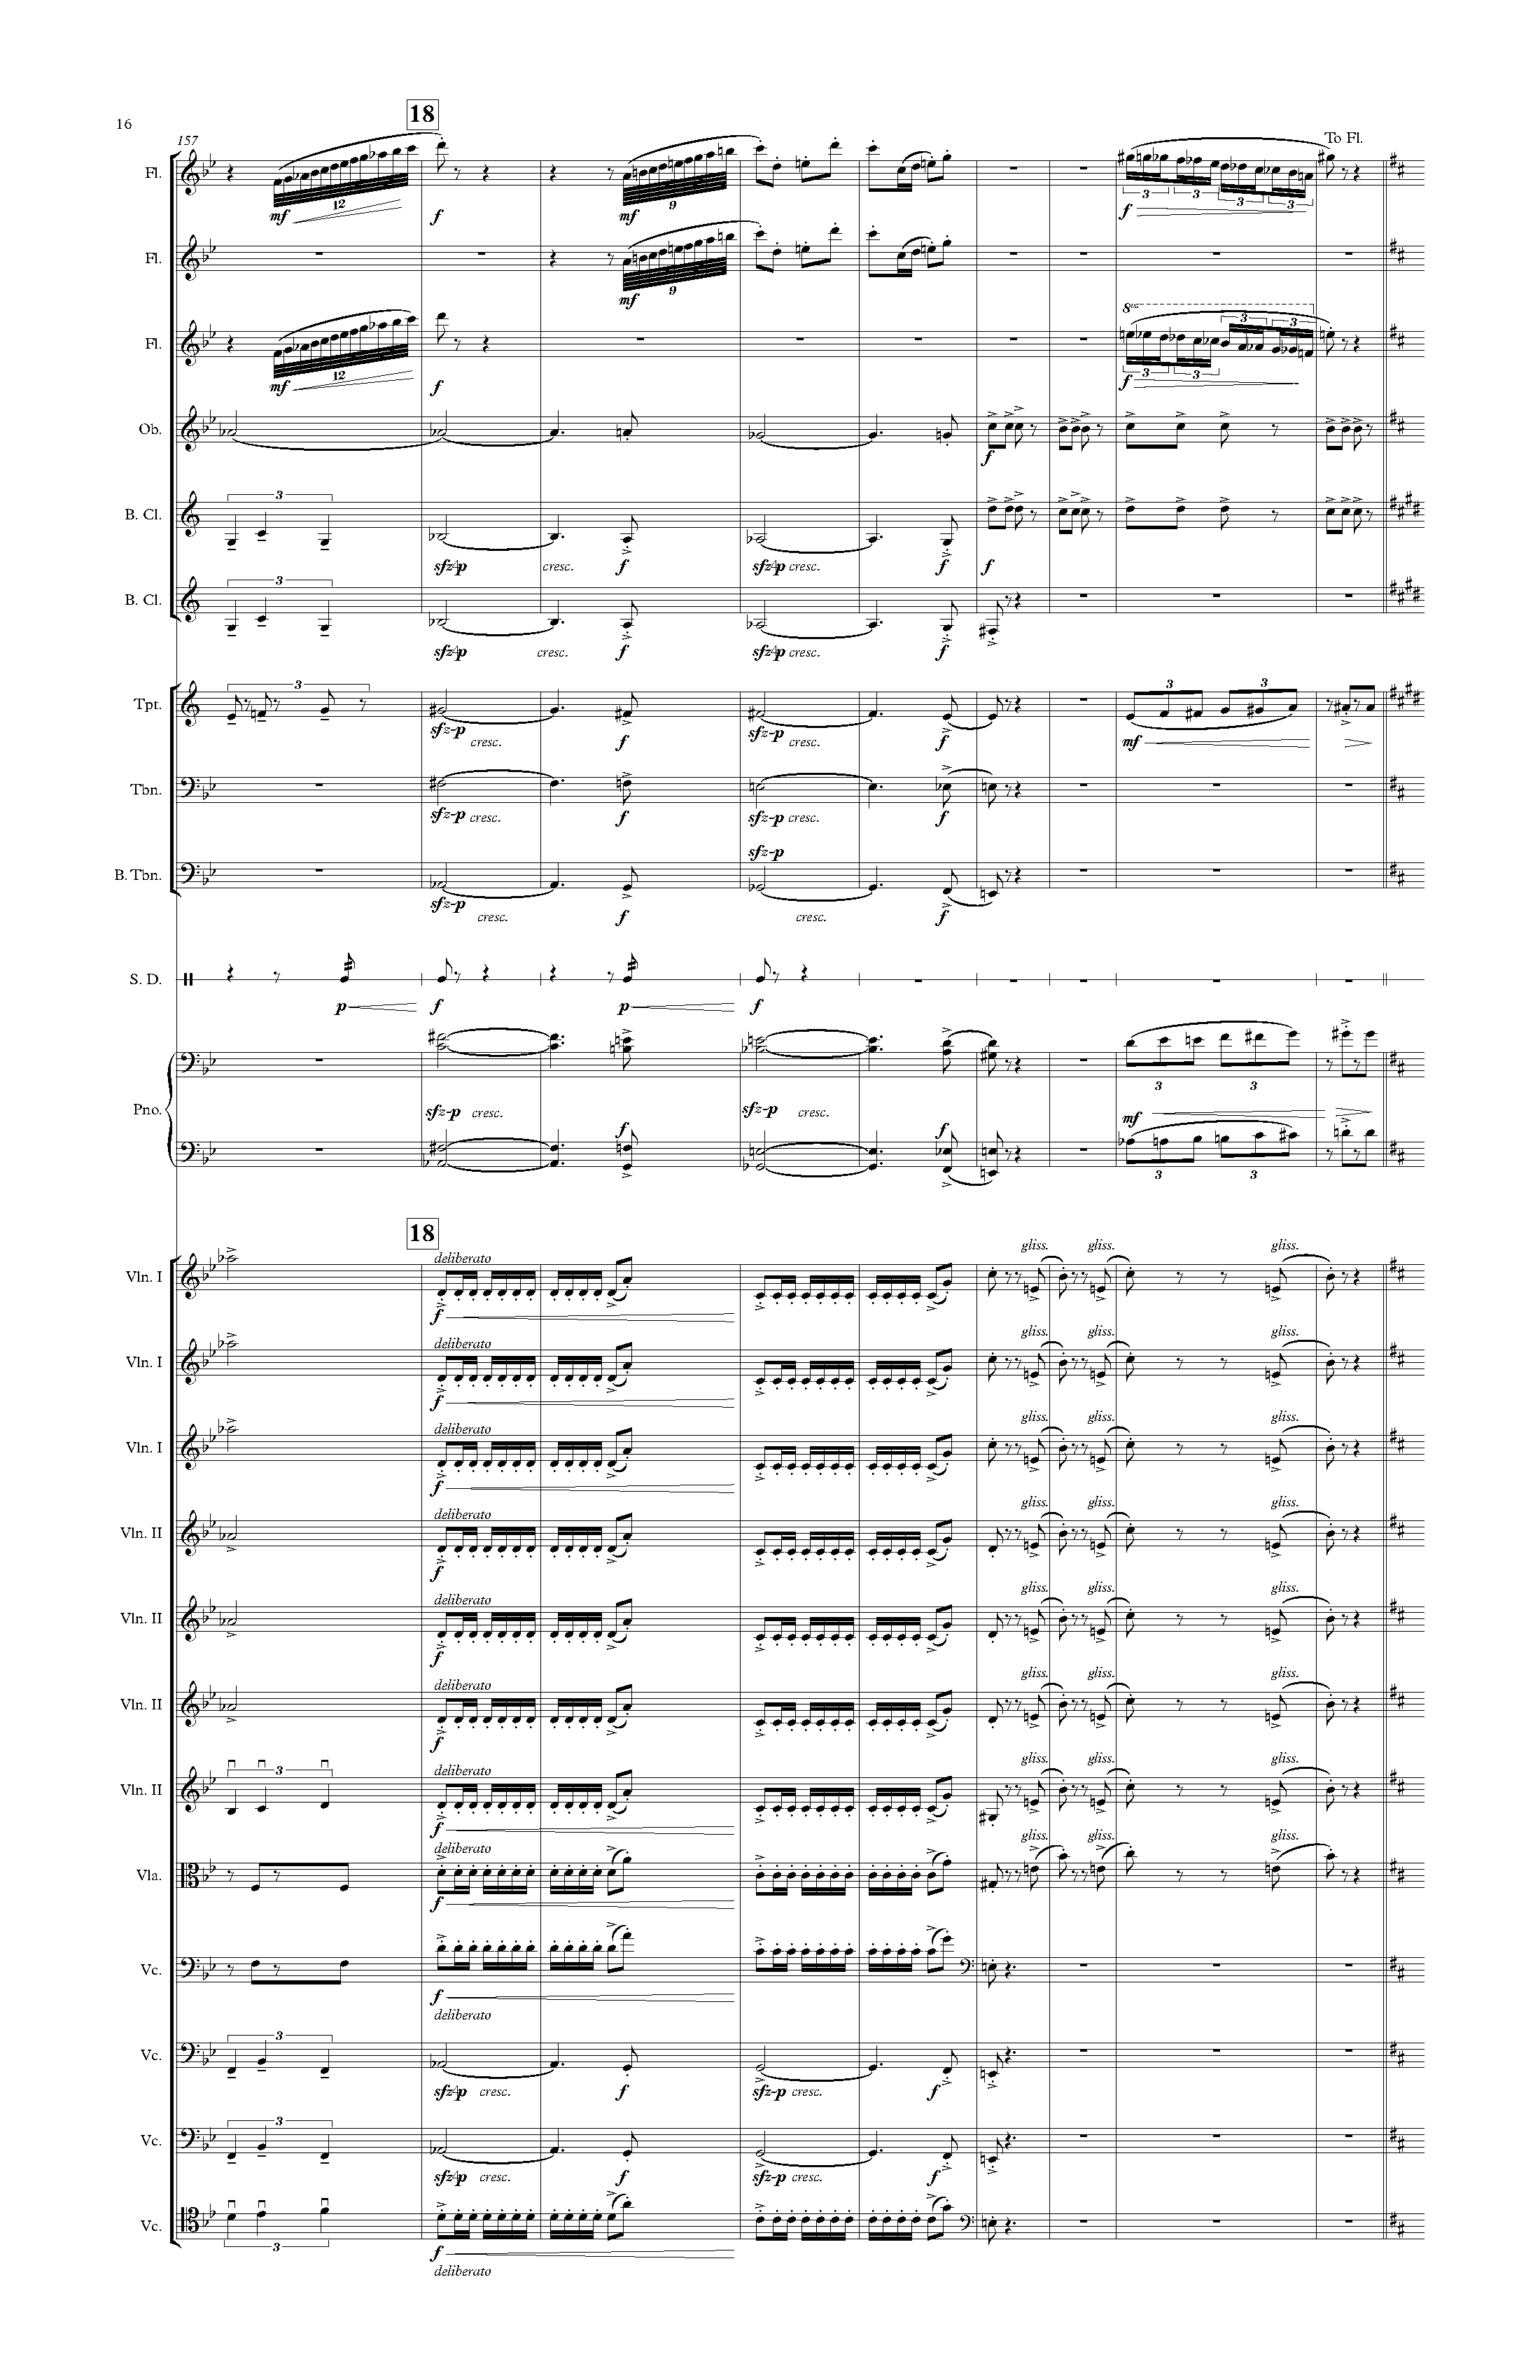 16
18
157
To Fl.
Fl.
12
9
3 3 3 3
mf f mf f
Fl.
9
mf
8va
Fl.
12
3 3 3 3
mf f f
Ob.
f
B. Cl.
3
sfz-p cresc. f sfz-p cresc. f f
B. Cl.
3
sfz-p cresc. f sfz-p cresc. f
Tpt.
3 3 3
sfz-p cresc. f sfz-p cresc. f mf
Tbn.
sfz-p cresc. f sfz-p cresc. f
sfz-p
B. Tbn.
sfz-p cresc. f cresc. f
S. D.
p f p f
3 3
Pno.
sfz-p cresc. f sfz-p cresc. f mf
3 3
18
deliberato gliss. gliss. gliss.
Vln. I
f
deliberato gliss. gliss. gliss.
Vln. I
f
deliberato gliss. gliss. gliss.
Vln. I
f
deliberato gliss. gliss. gliss.
Vln. II
f
deliberato gliss. gliss. gliss.
Vln. II
f
deliberato gliss. gliss. gliss.
Vln. II
f
3 deliberato gliss. gliss. gliss.
Vln. II
f
deliberato gliss. gliss. gliss.
Vla.
f
Vc.
f
deliberato
3
Vc.
sfz-p cresc. f sfz-p cresc. f
3
Vc.
sfz-p cresc. f sfz-p cresc. f
Vc.
3
f
deliberato